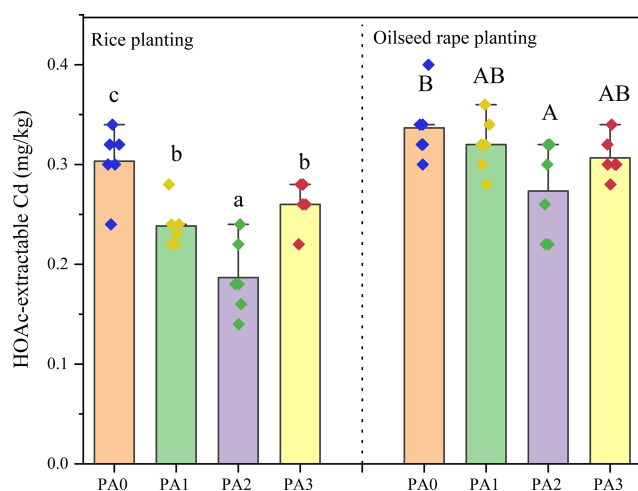 Rice planting
Oilseed rape planting
HOAc-extractable Cd (mg/kg)
0.4
0.3
0.2
0.1
0.0
c
b
a
b
B
AB
A
AB
PA0 PA1 PA2 PA3 PA0 PA1 PA2 PA3